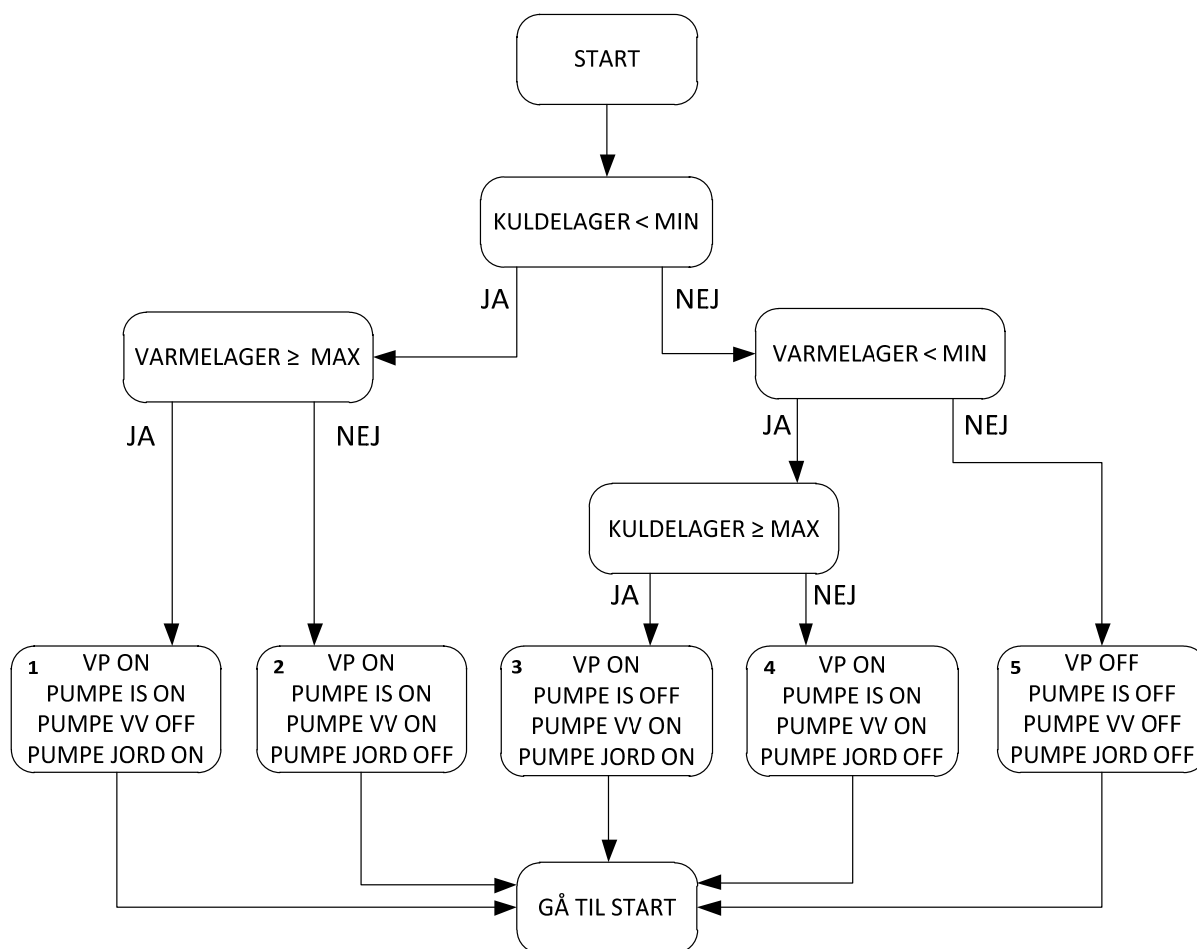 START
KULDELAGER < MIN
JA
NEJ
VARMELAGER ≥ MAX
VARMELAGER < MIN
JA
NEJ
JA
NEJ
KULDELAGER ≥ MAX
JA
NEJ
1 VP ON
PUMPE IS ON
PUMPE VV OFF
PUMPE JORD ON
2 VP ON
PUMPE IS ON
PUMPE VV ON
PUMPE JORD OFF
3 VP ON
PUMPE IS OFF
PUMPE VV ON
PUMPE JORD ON
4 VP ON
PUMPE IS ON
PUMPE VV ON
PUMPE JORD OFF
5 VP OFF
PUMPE IS OFF
PUMPE VV OFF
PUMPE JORD OFF
GÅ TIL START